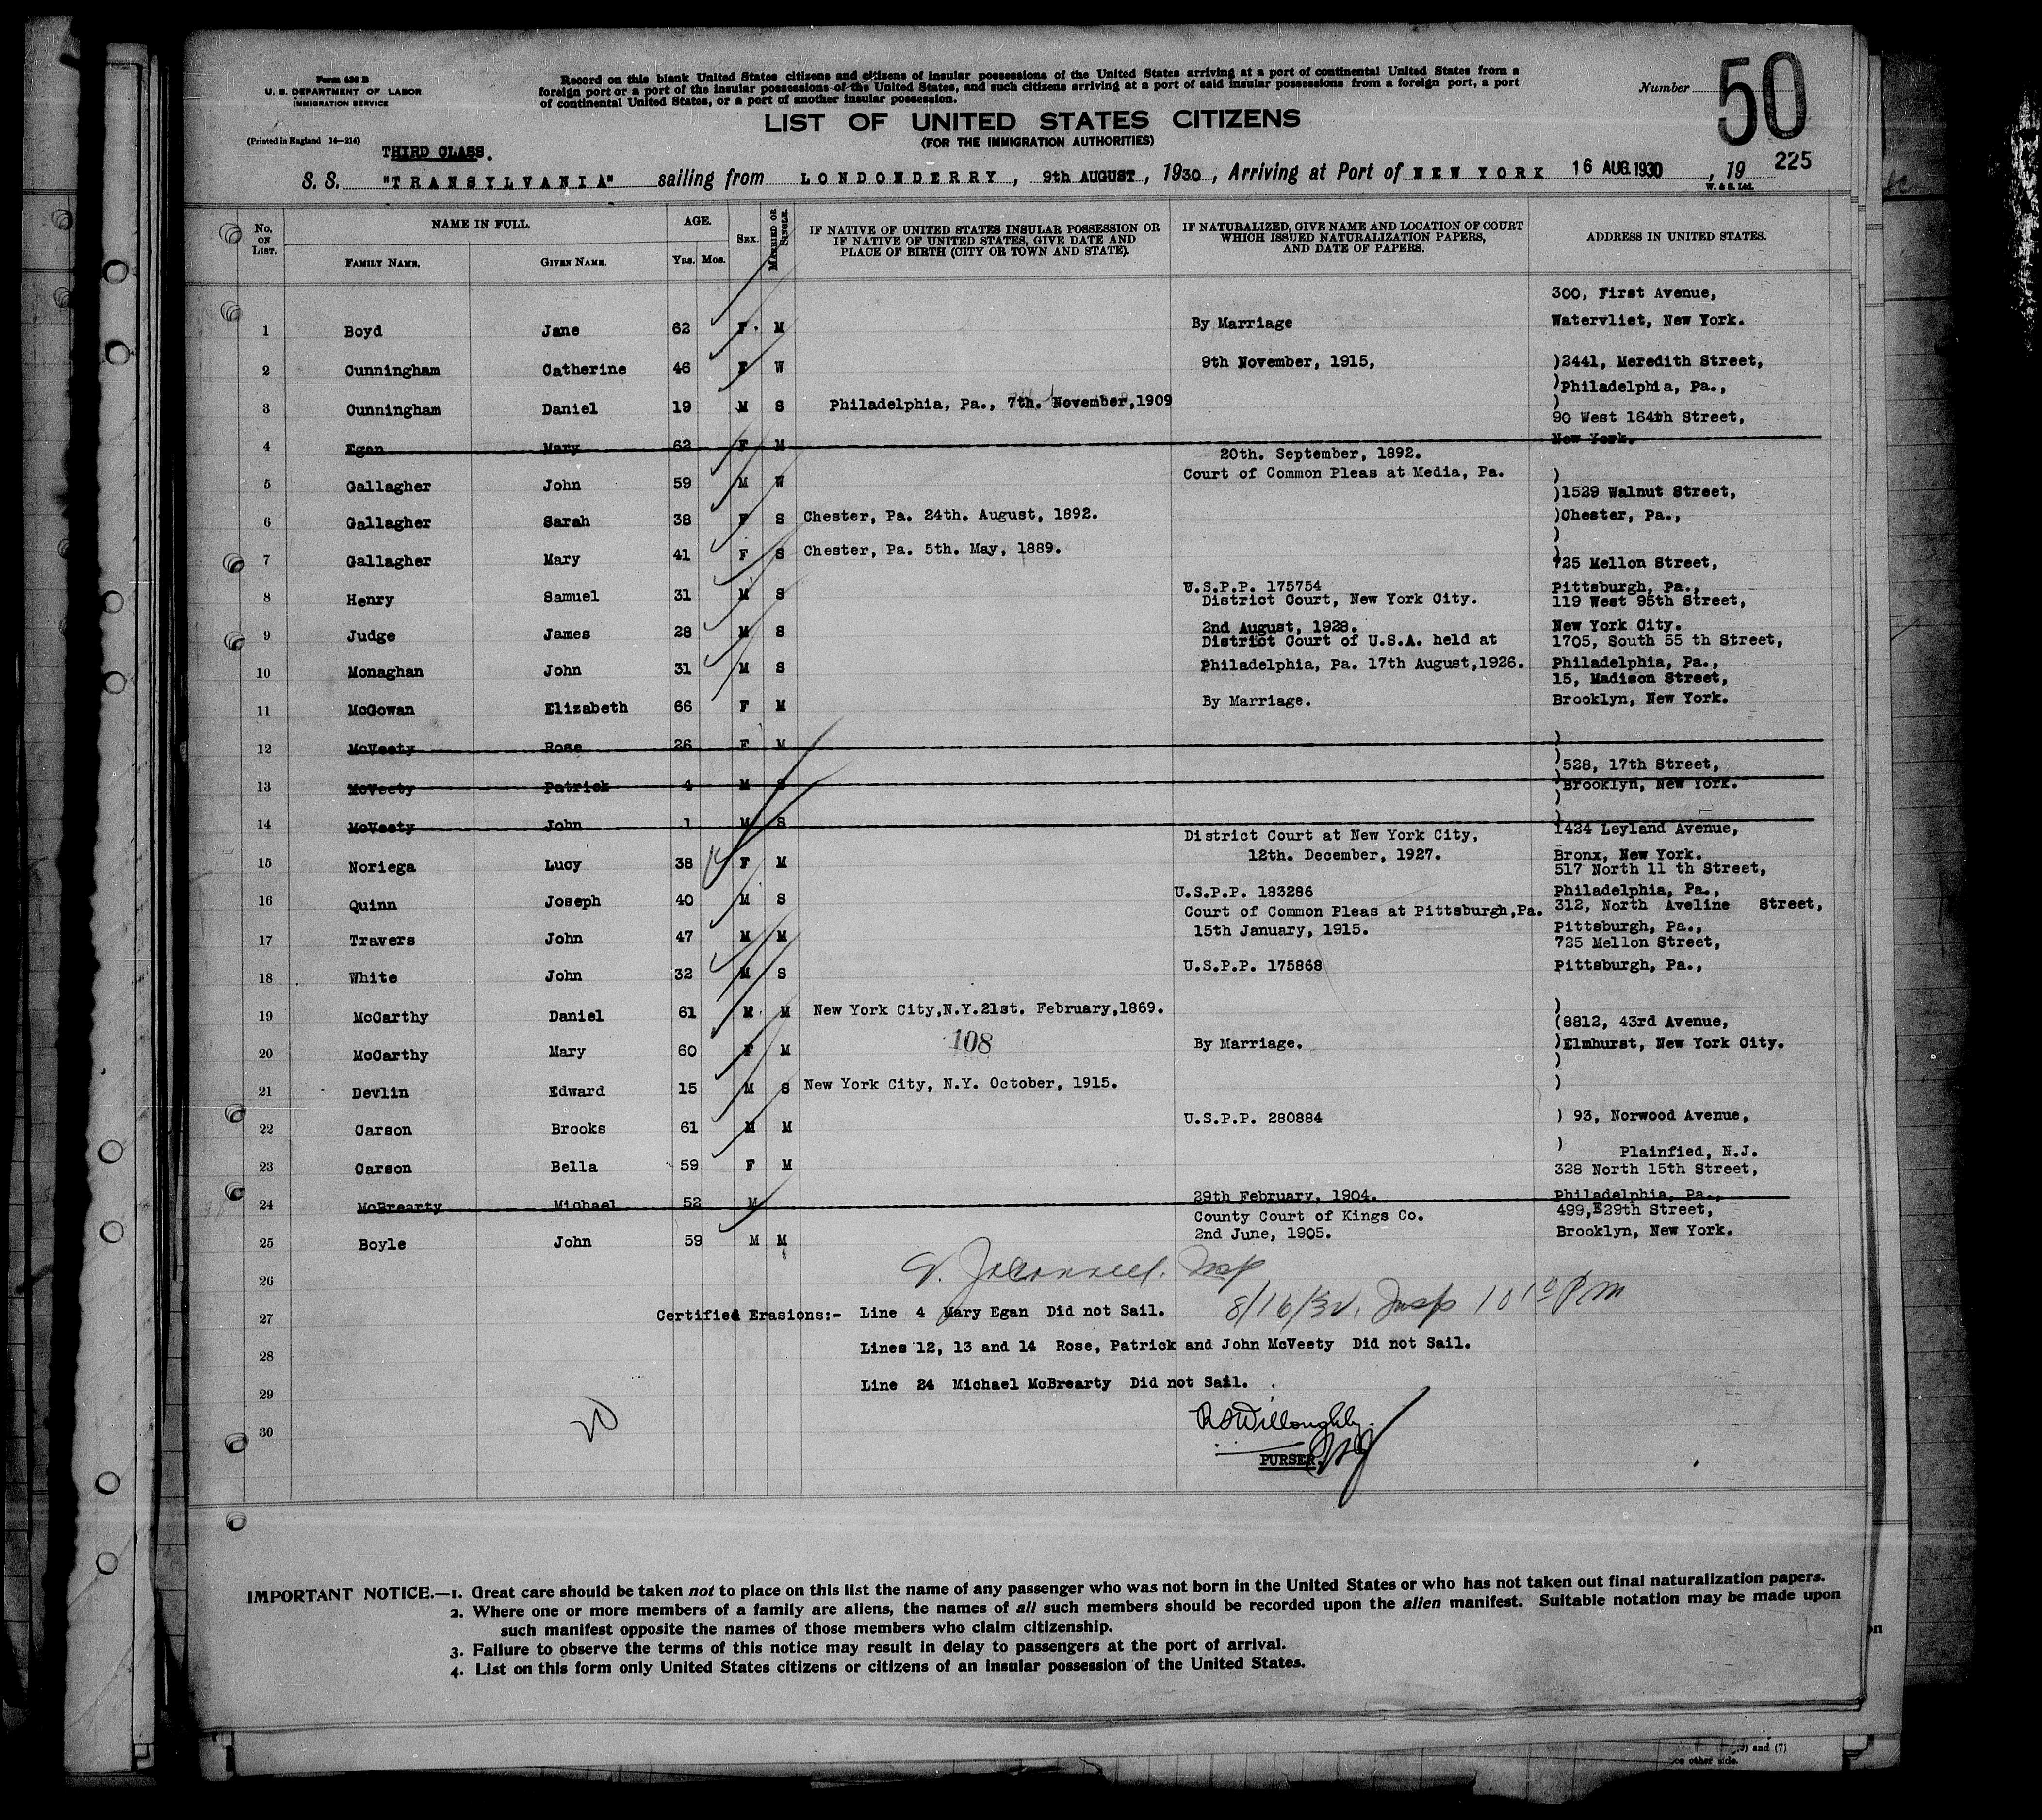 Form 630 B
U. S. DEPARTMENT OF LABOR
IMMIGRATION SERVICE
(Printed in England 14—214)
Record on this blank United States citizens and citizens of insular possessions of the United States arriving at a port of continental United States from a
foreign port or a port of the insular possessions of the United States, and such citizens arriving at a port of said insular possessions from a foreign port, a port
of continental United States, or a port of another insular possession.
Number 50
LIST OF UNITED STATES CITIZENS
(FOR THE IMMIGRATION AUTHORITIES)
THIRD CLASS.
225
S. S. "TRANSYLVANIA" sailing from LONDONDERRY, 9th AUGUST, 1930, Arriving at Port of NEW YORK 16 AUG 1930, 19
W. & S. Ltd.
No. ON LIST. NAME IN FULL. AGE. SEX. MARRIED OR SINGLE. IF NATIVE OF UNITED STATES INSULAR POSSESSION OR IF NATIVE OF UNITED STATES, GIVE DATE AND PLACE OF BIRTH (CITY OR TOWN AND STATE). IF NATURALIZED, GIVE NAME AND LOCATION OF COURT WHICH ISSUED NATURALIZATION PAPERS, AND DATE OF PAPERS. ADDRESS IN UNITED STATES.
FAMILY NAME. GIVEN NAME. YRS. MOS.
300, First Avenue,
1 Boyd Jane 62 F. M By Marriage Watervliet, New York.
2 Cunningham Catherine 46 F W 9th November, 1915, )2441, Meredith Street,
)Philadelphia, Pa.,
3 Cunningham Daniel 19 M S Philadelphia, Pa., 7th. November,1909 )
90 West 164th Street,
4 Egan Mary 62 F M New York.
20th. September, 1892.
5 Gallagher John 59 M W Court of Common Pleas at Media, Pa. )
)1529 Walnut Street,
6 Gallagher Sarah 38 F S Chester, Pa. 24th. August, 1892. )Chester, Pa.,
)
7 Gallagher Mary 41 F S Chester, Pa. 5th. May, 1889. )
725 Mellon Street,
8 Henry Samuel 31 M S U.S.P.P. 175754 Pittsburgh, Pa.,
District Court, New York City. 119 West 95th Street,
9 Judge James 28 M S 2nd August, 1928. New York City.
District Court of U.S.A. held at 1705, South 55 th Street,
10 Monaghan John 31 M S Philadelphia, Pa. 17th August,1926. Philadelphia, Pa.,
15, Madison Street,
11 McGowan Elizabeth 66 F M By Marriage. Brooklyn, New York.
12 McVeety Rose 26 F M )
)528, 17th Street,
13 McVeety Patrick 4 M S )Brooklyn, New York.
)
14 McVeety John 1 M S )
District Court at New York City, 1424 Leyland Avenue,
15 Noriega Lucy 38 F M 12th. December, 1927. Bronx, New York.
517 North 11 th Street,
16 Quinn Joseph 40 M S U.S.P.P. 183286 Philadelphia, Pa.,
Court of Common Pleas at Pittsburgh,Pa. 312, North Aveline Street,
17 Travers John 47 M M 15th January, 1915. Pittsburgh, Pa.,
725 Mellon Street,
18 White John 32 M S U.S.P.P. 175868 Pittsburgh, Pa.,
19 McCarthy Daniel 61 M. M New York City,N.Y.21st. February,1869. )
(8812, 43rd Avenue,
20 McCarthy Mary 60 F M 108 By Marriage. )Elmhurst, New York City.
)
21 Devlin Edward 15 M S New York City, N.Y. October, 1915. )
22 Carson Brooks 61 M M U.S.P.P. 280884 ) 93, Norwood Avenue,
) Plainfied, N.J.
23 Carson Bella 59 F M
328 North 15th Street,
24 McBrearty Michael 52 M 29th February, 1904. Philadelphia, Pa.,
County Court of Kings Co. 499,E29th Street,
25 Boyle John 59 M M 2nd June, 1905. Brooklyn, New York.
26
27 Certified Erasions:- Line 4 Mary Egan Did not Sail.
28 Lines 12, 13 and 14 Rose, Patrick and John McVeety Did not Sail.
29 Line 24 Michael McBrearty Did not Sail.
20
30 Willoughby
PURSER
IMPORTANT NOTICE.—1. Great care should be taken not to place on this list the name of any passenger who was not born in the United States or who has not taken out final naturalization papers.
2. Where one or more members of a family are aliens, the names of all such members should be recorded upon the alien manifest. Suitable notation may be made upon
such manifest opposite the names of those members who claim citizenship.
3. Failure to observe the terms of this notice may result in delay to passengers at the port of arrival.
4. List on this form only United States citizens or citizens of an insular possession of the United States.
) and (7)
other side.